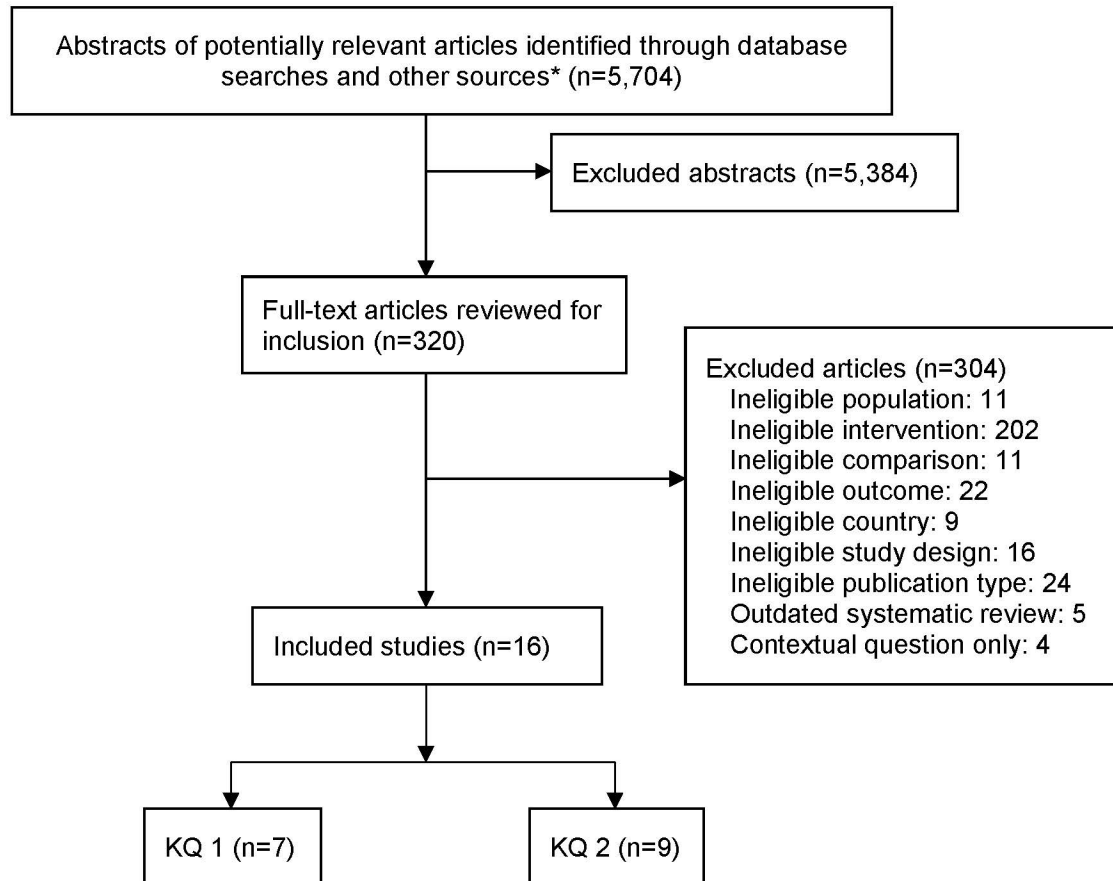 Abstracts of potentially relevant articles identified through database
searches and other sources* (n=5,704)
Excluded abstracts (n=5,384)
Full-text articles reviewed for
inclusion (n=320)
Excluded articles (n=304)
Ineligible population: 11
Ineligible intervention: 202
Ineligible comparison: 11
Ineligible outcome: 22
Ineligible country: 9
Ineligible study design: 16
Ineligible publication type: 24
Outdated systematic review: 5
Contextual question only: 4
Included studies (n=16)
KQ 1 (n=7)
KQ 2 (n=9)